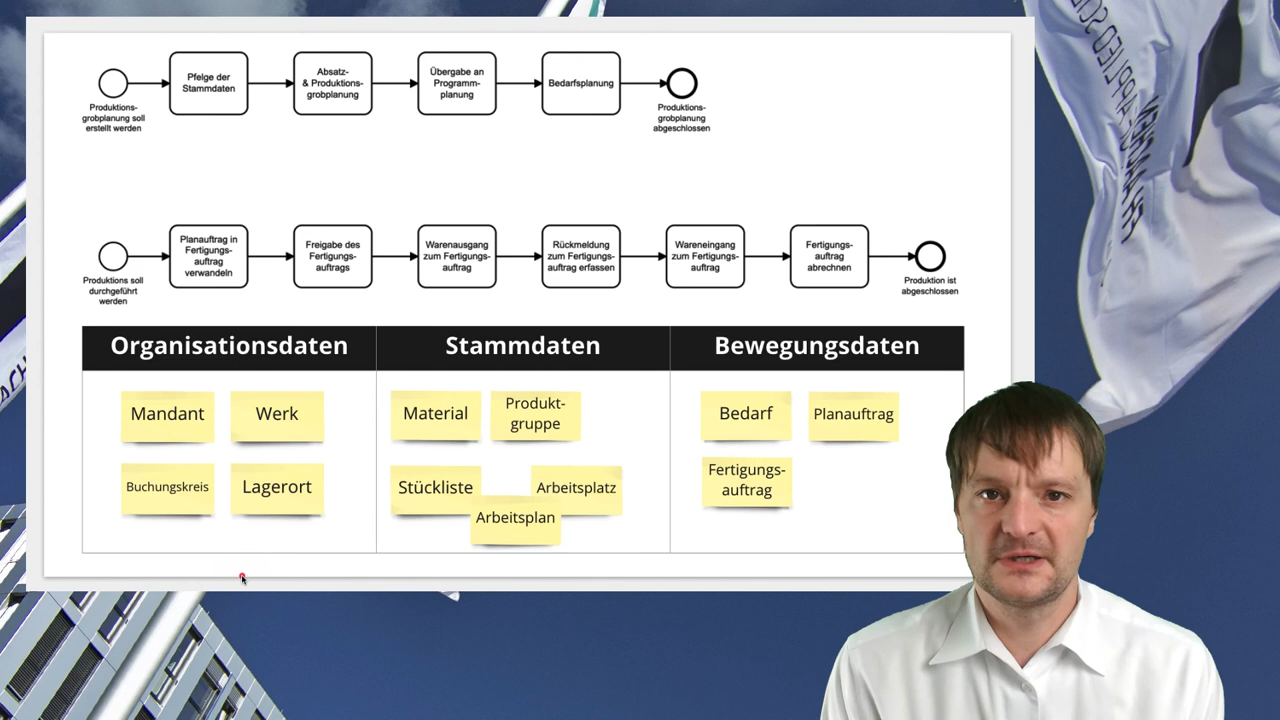 Pfelge der
Stammdaten
Absatz-
& Produktions-
grobplanung
Übergabe an
Programm-
planung
Bedarfsplanung
Produktions-
grobplanung soll
erstellt werden
Produktions-
grobplanung
abgeschlossen
Planauftrag in
Fertigungs-
auftrag
verwandeln
Freigabe des
Fertigungs-
auftrags
Warenausgang
zum Fertigungs-
auftrag
Rückmeldung
zum Fertigungs-
auftrag erfassen
Wareneingang
zum Fertigungs-
auftrag
Fertigungs-
auftrag
abrechnen
Produktions soll
durchgeführt
werden
Produktion ist
abgeschlossen
Organisationsdaten
Stammdaten
Bewegungsdaten
Mandant
Werk
Buchungskreis
Lagerort
Material
Produkt-
gruppe
Stückliste
Arbeitsplatz
Arbeitsplan
Bedarf
Planauftrag
Fertigungs-
auftrag